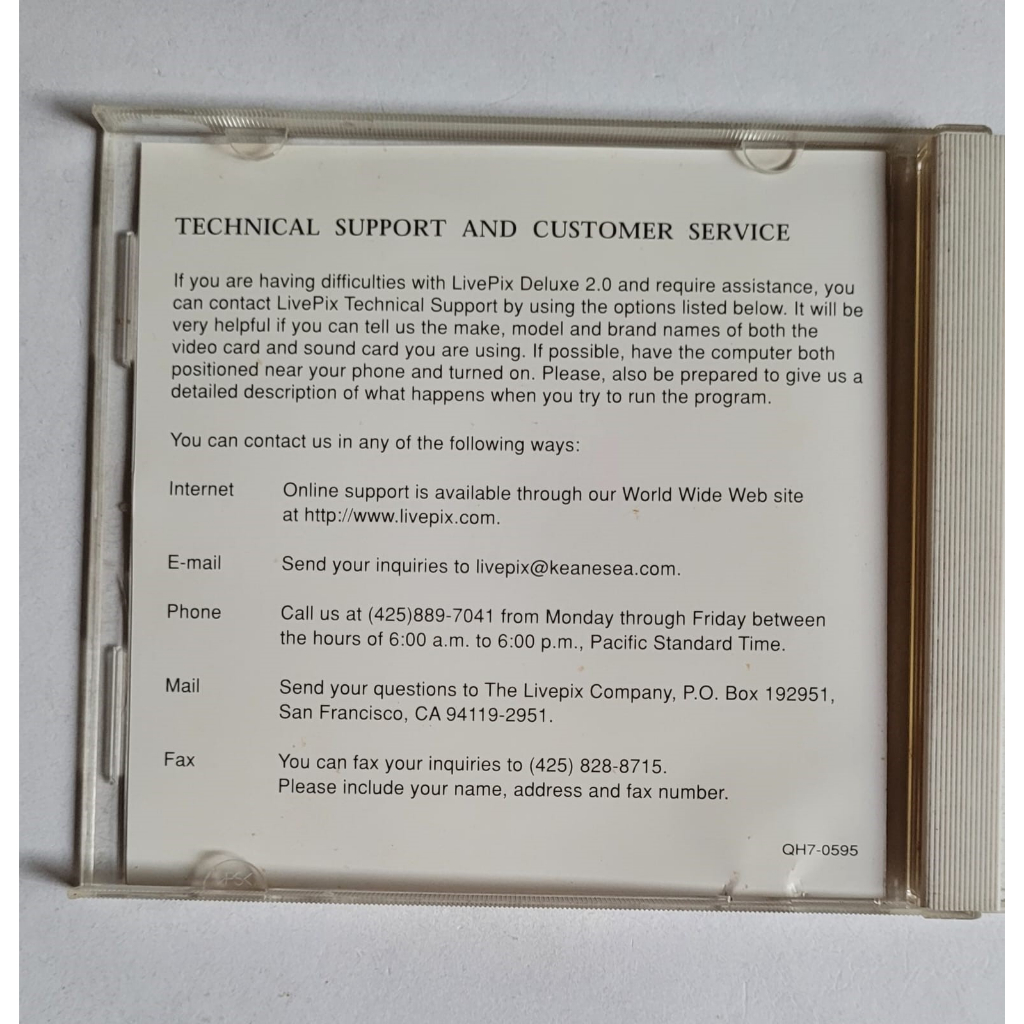 TECHNICAL SUPPORT AND CUSTOMER SERVICE
If you are having difficulties with LivePix Deluxe 2.0 and require assistance, you
can contact LivePix Technical Support by using the options listed below. It will be
very helpful if you can tell us the make, model and brand names of both the
video card and sound card you are using. If possible, have the computer both
positioned near your phone and turned on. Please, also be prepared to give us a
detailed description of what happens when you try to run the program.
You can contact us in any of the following ways:
Internet Online support is available through our World Wide Web site
at http://www.livepix.com.
E-mail Send your inquiries to livepix@keanesea.com.
Phone Call us at (425)889-7041 from Monday through Friday between
the hours of 6:00 a.m. to 6:00 p.m., Pacific Standard Time.
Mail Send your questions to The Livepix Company, P.O. Box 192951,
San Francisco, CA 94119-2951.
Fax You can fax your inquiries to (425) 828-8715.
Please include your name, address and fax number.
QH7-0595